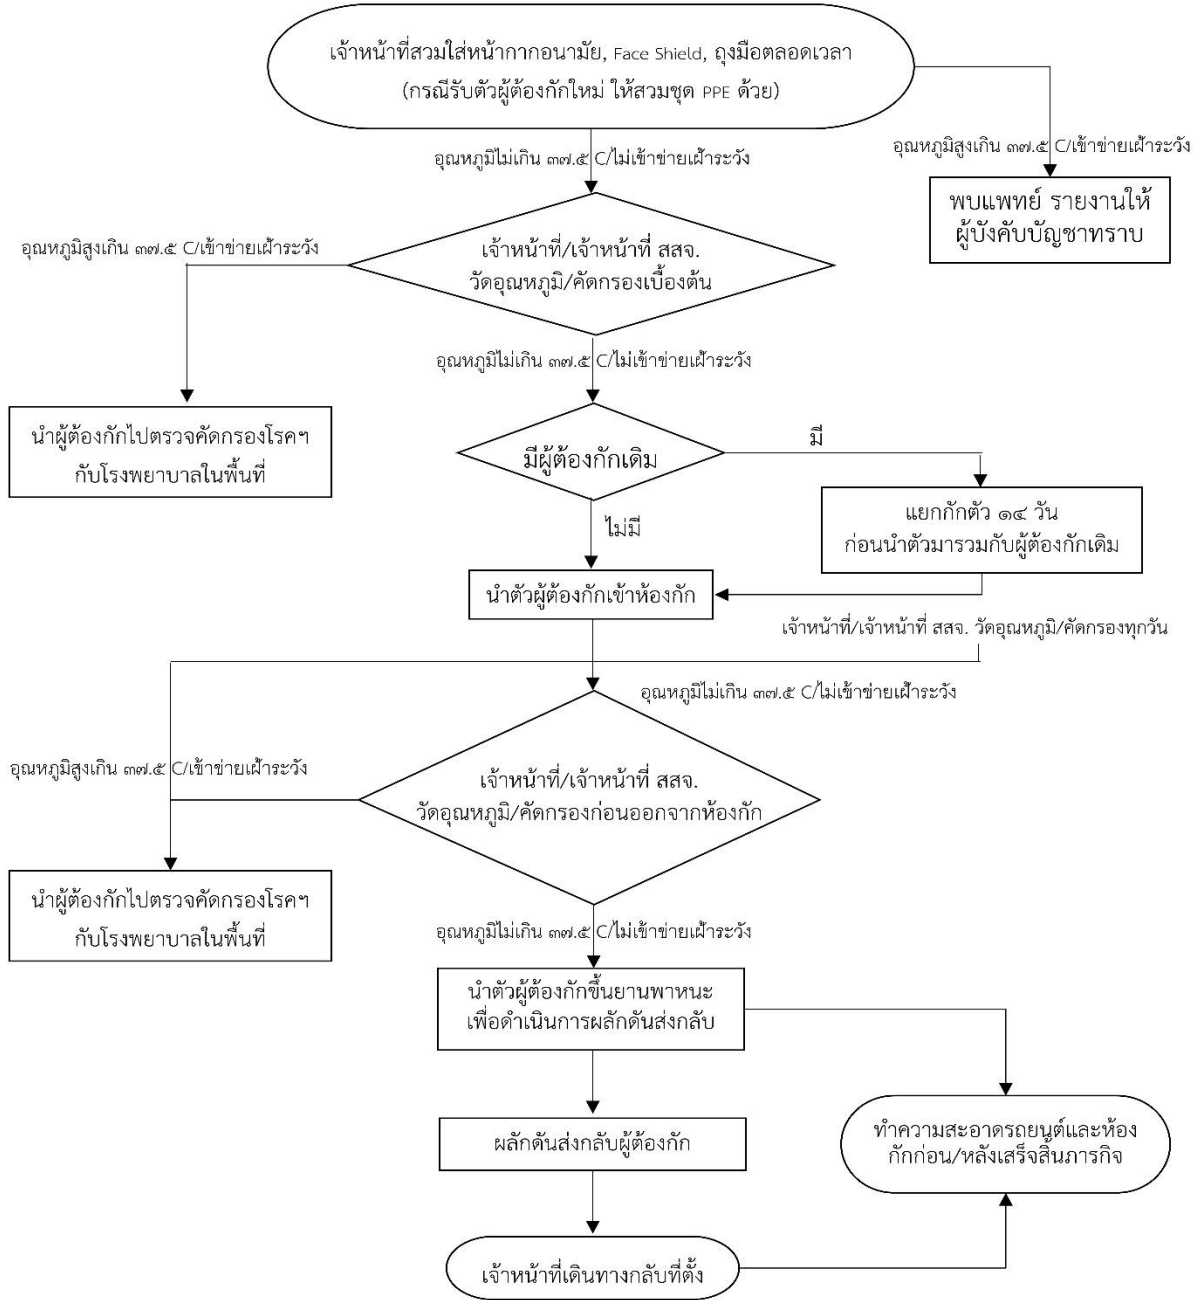 เจ้าหน้าที่สวมใส่หน้ากากอนามัย, Face Shield, ถุงมือตลอดเวลา
(กรณีรับตัวผู้ต้องกักใหม่ ให้สวมชุด PPE ด้วย)
อุณหภูมิไม่เกิน ๓๗.๕ C/ไม่เข้าข่ายเฝ้าระวัง
อุณหภูมิสูงเกิน ๓๗.๕ C/เข้าข่ายเฝ้าระวัง
พบแพทย์ รายงานให้
ผู้บังคับบัญชาทราบ
อุณหภูมิสูงเกิน ๓๗.๕ C/เข้าข่ายเฝ้าระวัง
เจ้าหน้าที่/เจ้าหน้าที่ สสจ.
วัดอุณหภูมิ/คัดกรองเบื้องต้น
อุณหภูมิไม่เกิน ๓๗.๕ C/ไม่เข้าข่ายเฝ้าระวัง
นำผู้ต้องกักไปตรวจคัดกรองโรคฯ
กับโรงพยาบาลในพื้นที่
มีผู้ต้องกักเดิม
มี
ไม่มี
แยกกักตัว ๑๔ วัน
ก่อนนำตัวมารวมกับผู้ต้องกักเดิม
นำตัวผู้ต้องกักเข้าห้องกัก
เจ้าหน้าที่/เจ้าหน้าที่ สสจ. วัดอุณหภูมิ/คัดกรองทุกวัน
อุณหภูมิไม่เกิน ๓๗.๕ C/ไม่เข้าข่ายเฝ้าระวัง
อุณหภูมิสูงเกิน ๓๗.๕ C/เข้าข่ายเฝ้าระวัง
เจ้าหน้าที่/เจ้าหน้าที่ สสจ.
วัดอุณหภูมิ/คัดกรองก่อนออกจากห้องกัก
นำผู้ต้องกักไปตรวจคัดกรองโรคฯ
กับโรงพยาบาลในพื้นที่
อุณหภูมิไม่เกิน ๓๗.๕ C/ไม่เข้าข่ายเฝ้าระวัง
นำตัวผู้ต้องกักขึ้นยานพาหนะ
เพื่อดำเนินการผลักดันส่งกลับ
ผลักดันส่งกลับผู้ต้องกัก
ทำความสะอาดรถยนต์และห้อง
กักก่อน/หลังเสร็จสิ้นภารกิจ
เจ้าหน้าที่เดินทางกลับที่ตั้ง